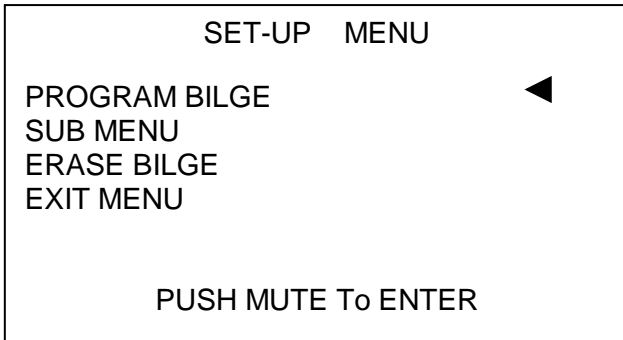 SET-UP MENU
PROGRAM BILGE
SUB MENU
ERASE BILGE
EXIT MENU
PUSH MUTE To ENTER